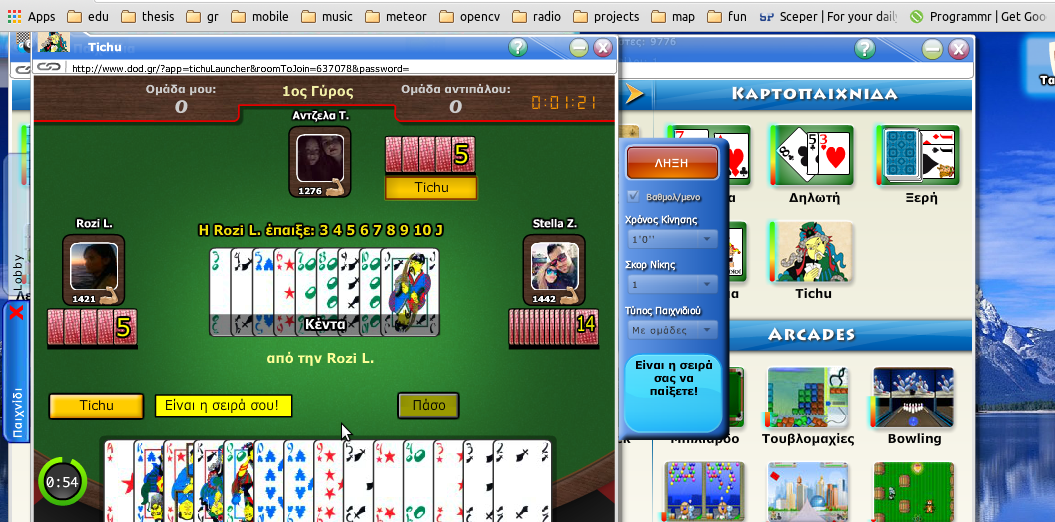 Apps edu thesis gr mobile music meteor opencv radio projects map fun Sceper | For your daily Programmr | Get Goo
Tichu
http://www.dod.gr/?app=tichuLauncher&roomToJoin=637078&password=
Ομάδα μου:
0
1ος Γύρος
Ομάδα αντιπάλου:
0
0:01:21
Αντζελα Τ.
1276
5
Tichu
Rozi L.
1421
5
Η Rozi L. έπαιξε: 3 4 5 6 7 8 9 10 J
Κέντα
από την Rozi L.
Stella Z.
1442
14
Tichu
Είναι η σειρά σου!
Πάσο
0:54
Lobby
Παιχνίδι
9776
ΛΗΞΗ
Βαθμολ/μενο
Χρόνος Κίνησης
1'0''
Σκορ Νίκης
1
Τύπος Παιχνιδιού
Με ομάδες
Είναι η σειρά
σας να
παίξετε!
ΚΑΡΤΟΠΑΙΧΝΙΔΑ
Δηλωτή
Ξερή
Tichu
ARCADES
Μπιλιάρδο
Τουβλομαχίες
Bowling